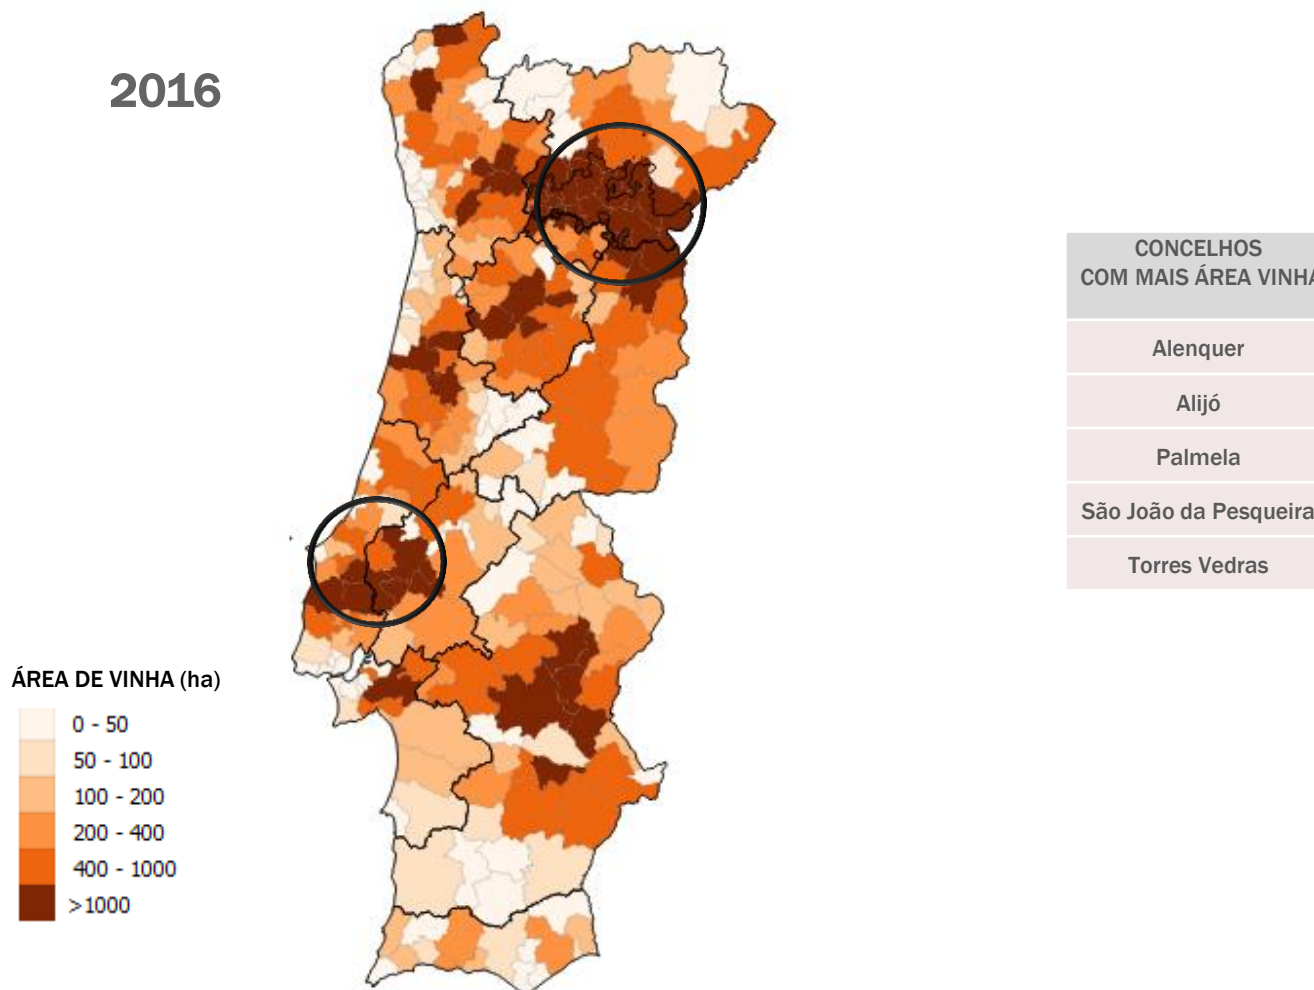 2016
CONCELHOS
COM MAIS ÁREA VINHA
Alenquer
Alijó
Palmela
São João da Pesqueira
Torres Vedras
ÁREA DE VINHA (ha)
0 - 50
50 - 100
100 - 200
200 - 400
400 - 1000
>1000